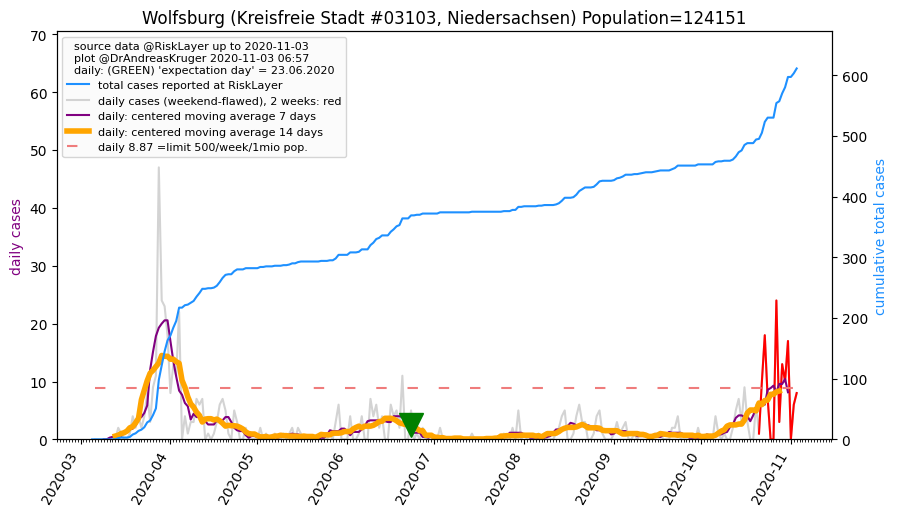 Wolfsburg (Kreisfreie Stadt #03103, Niedersachsen) Population=124151
source data @RiskLayer up to 2020-11-03
plot @DrAndreasKruger 2020-11-03 06:57
daily: (GREEN) 'expectation day' = 23.06.2020
total cases reported at RiskLayer
daily cases (weekend-flawed), 2 weeks: red
daily: centered moving average 7 days
daily: centered moving average 14 days
daily 8.87 =limit 500/week/1mio pop.
daily cases
70
60
50
40
30
20
10
0
cumulative total cases
600
500
400
300
200
100
0
2020-03
2020-04
2020-05
2020-06
2020-07
2020-08
2020-09
2020-10
2020-11